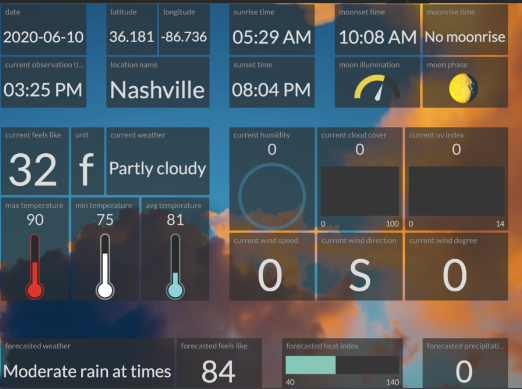 date
2020-06-10
latitude
36.181
longitude
-86.736
sunrise time
05:29 AM
moonset time
10:08 AM
moonrise time
No moonrise
current observation ti...
03:25 PM
location name
Nashville
sunset time
08:04 PM
moon illumination
moon phase
current feels like
32
unit
f
current weather
Partly cloudy
current humidity
0
current cloud cover
0
0 100
current uv index
0
0 14
max temperature
90
min temperature
75
avg temperature
81
current wind speed
0
current wind direction
S
current wind degree
0
forecasted weather
Moderate rain at times
forecasted feels like
84
forecasted heat index
40 140
forecasted precipitati...
0